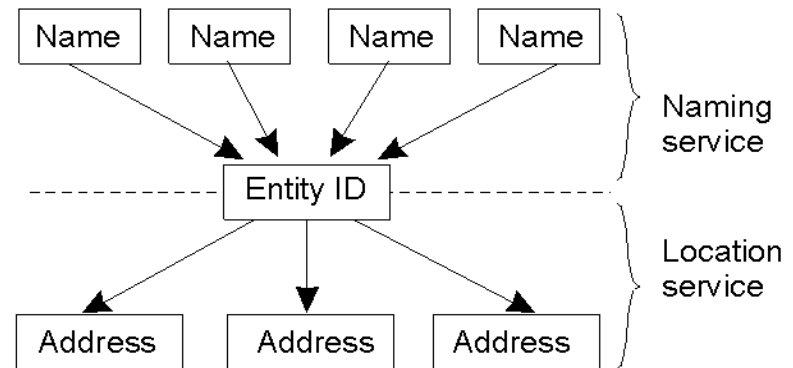 Name Name Name Name
Naming
service
Entity ID
Location
service
Address Address Address